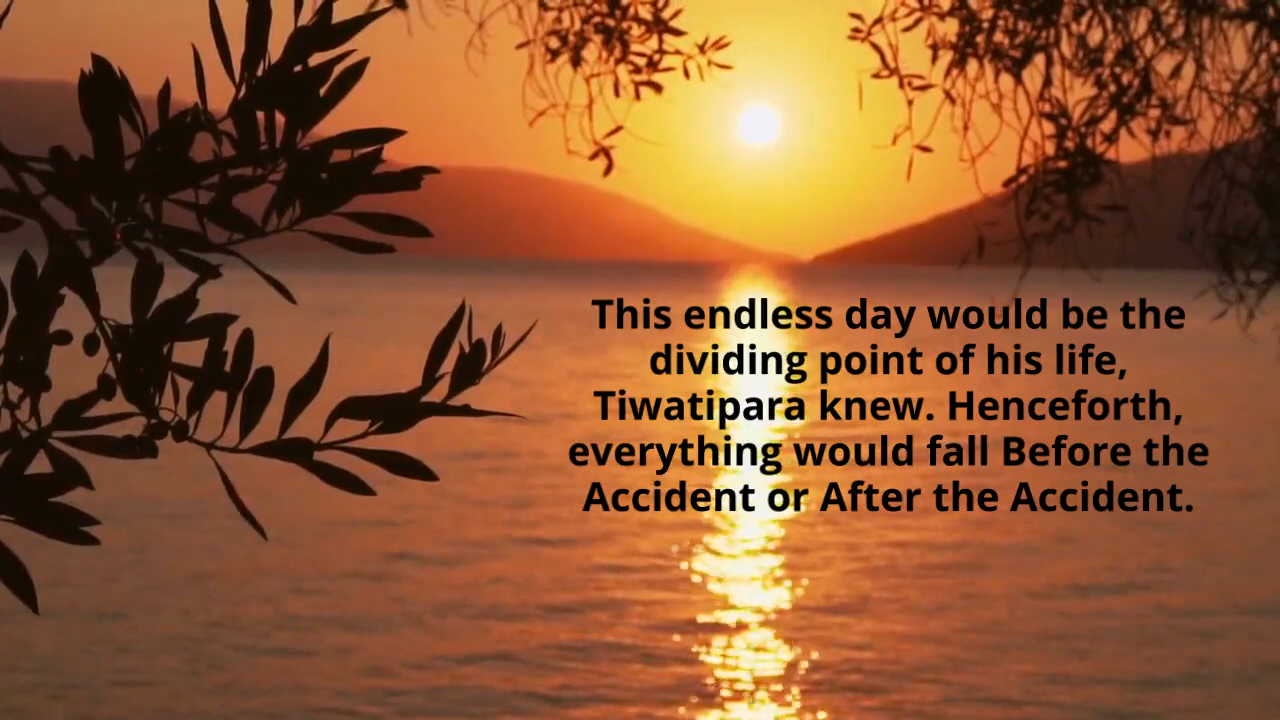 This endless day would be the
dividing point of his life,
Tiwatipara knew. Henceforth,
everything would fall Before the
Accident or After the Accident.